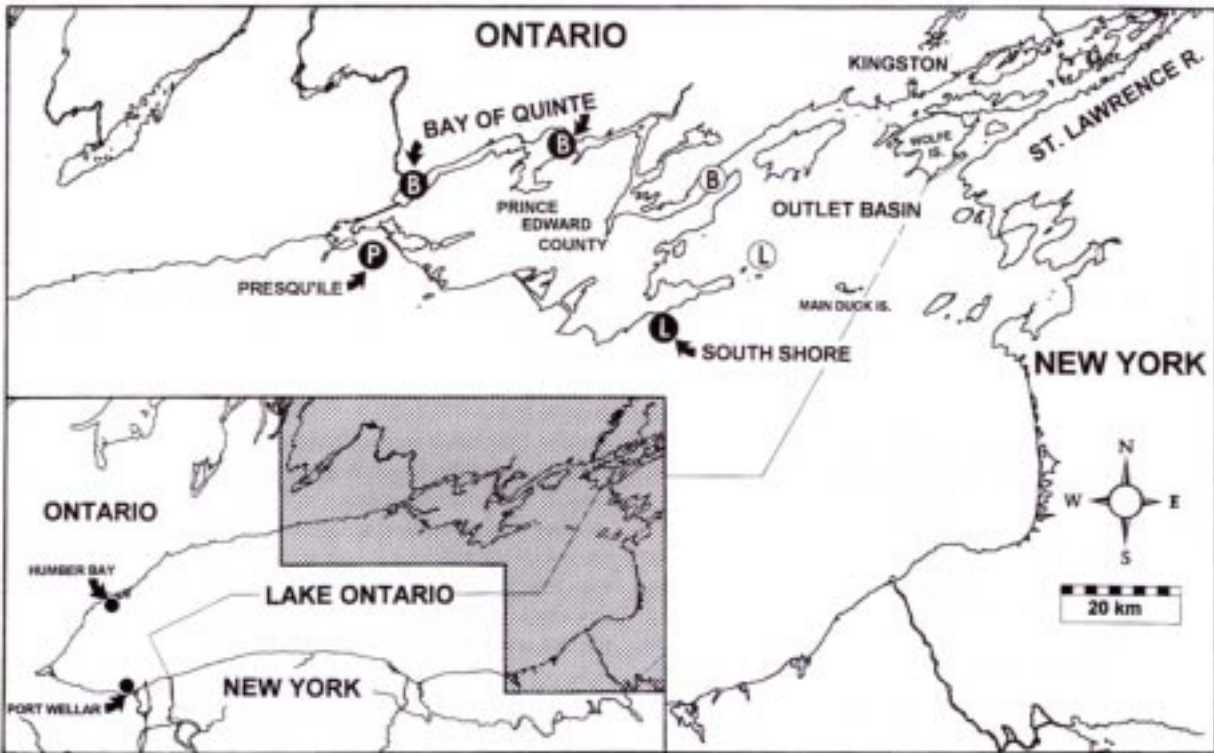 ONTARIO
KINGSTON
BAY OF QUINTE
B
B
B
WOLFE
IS.
ST. LAWRENCE R.
PRINCE
EDWARD
COUNTY
OUTLET BASIN
P
PRESQU'ILE
L
MAIN DUCK IS.
L
SOUTH SHORE
NEW YORK
N
W
E
S
20 km
ONTARIO
HUMBER BAY
LAKE ONTARIO
NEW YORK
PORT WELLAR